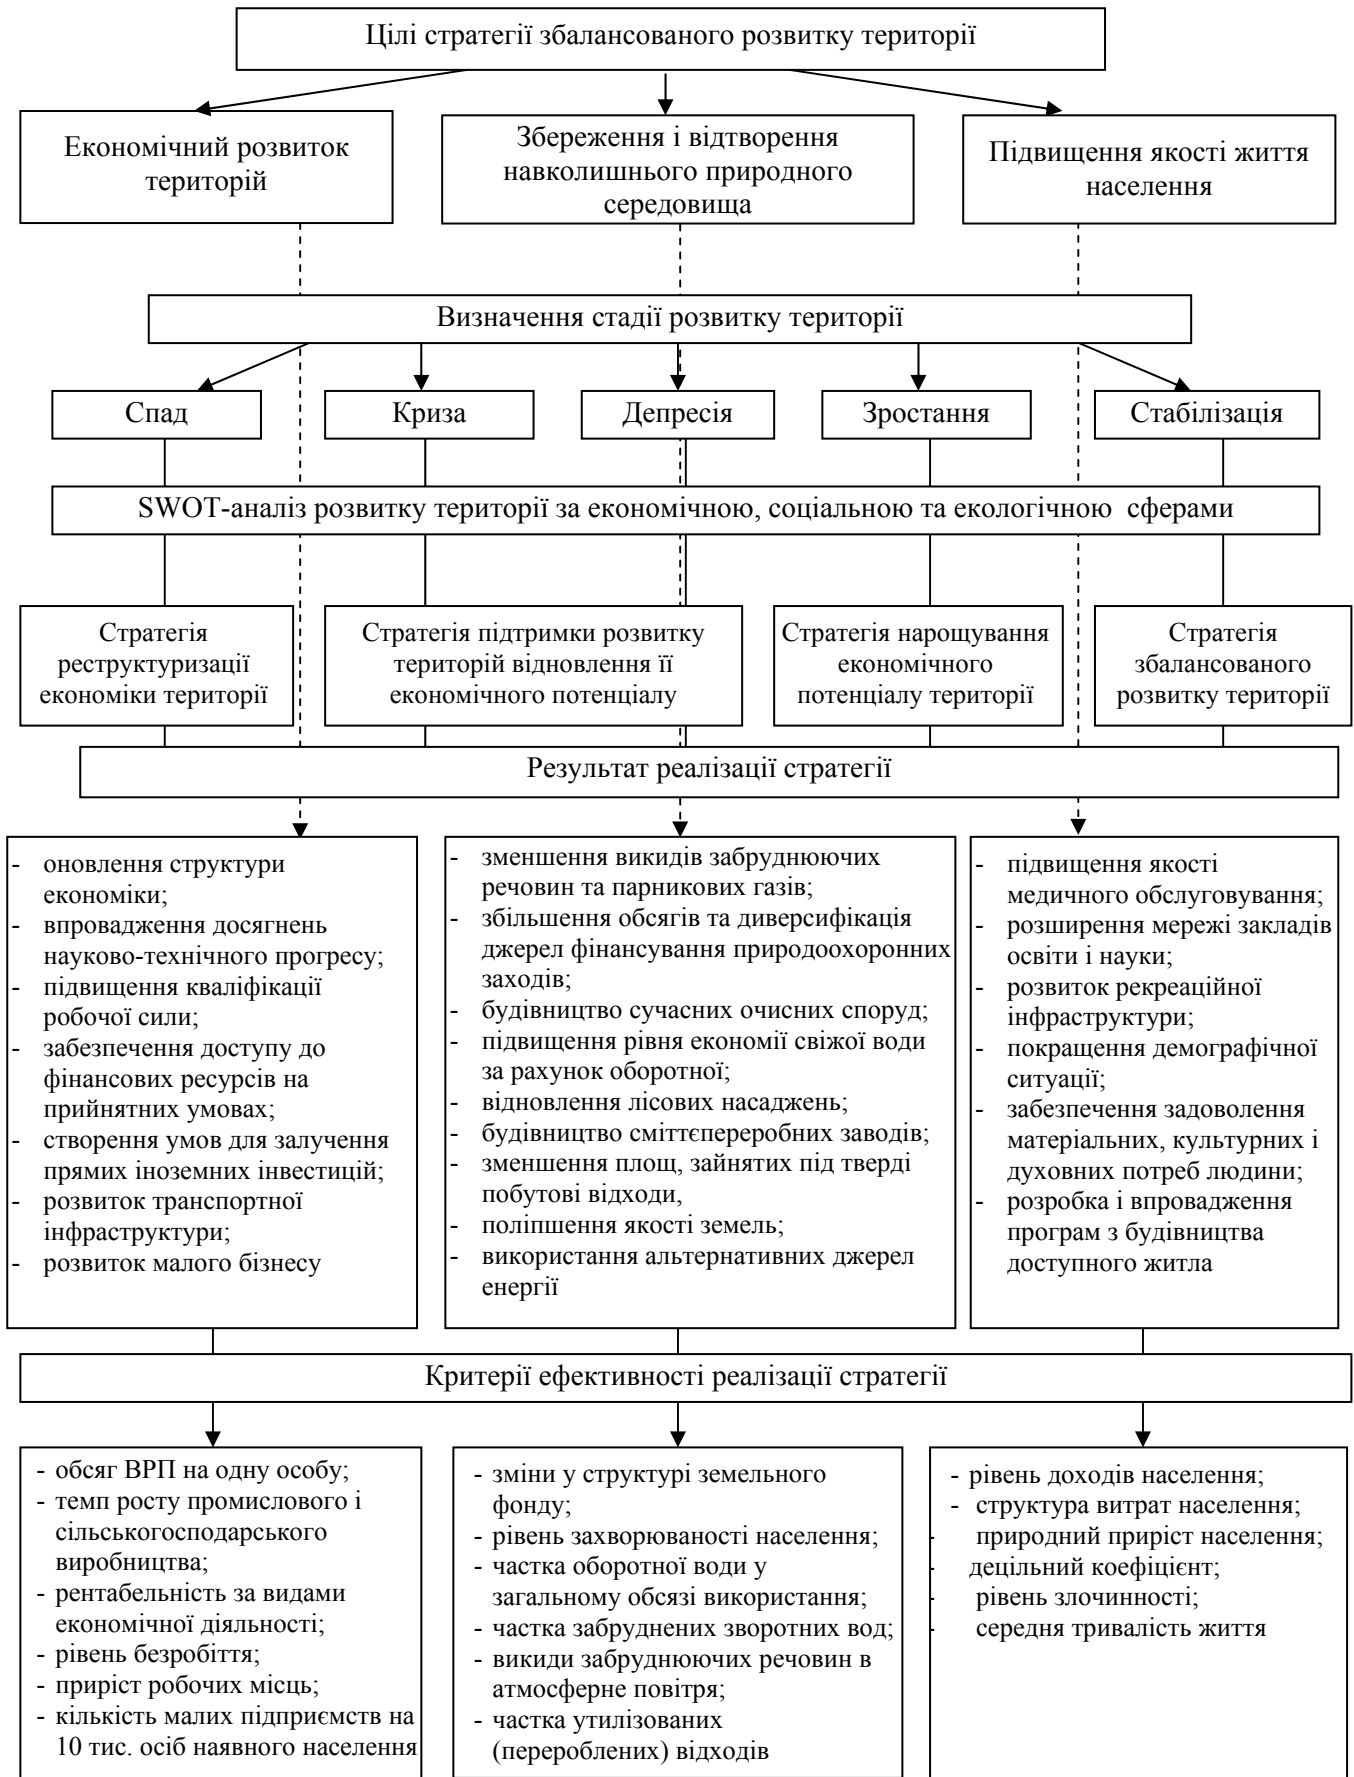 Цілі стратегії збалансованого розвитку території
Економічний розвиток
територій
Збереження і відтворення
навколишнього природного
середовища
Підвищення якості життя
населення
Визначення стадії розвитку території
Спад
Криза
Депресія
Зростання
Стабілізація
SWOT-аналіз розвитку території за економічною, соціальною та екологічною сферами
Стратегія
реструктуризації
економіки території
Стратегія підтримки розвитку
територій відновлення її
економічного потенціалу
Стратегія нарощування
економічного
потенціалу території
Стратегія
збалансованого
розвитку території
Результат реалізації стратегії
- оновлення структури
економіки;
- впровадження досягнень
науково-технічного прогресу;
- підвищення кваліфікації
робочої сили;
- забезпечення доступу до
фінансових ресурсів на
прийнятних умовах;
- створення умов для залучення
прямих іноземних інвестицій;
- розвиток транспортної
інфраструктури;
- розвиток малого бізнесу
- зменшення викидів забруднюючих
речовин та парникових газів;
- збільшення обсягів та диверсифікація
джерел фінансування природоохоронних
заходів;
- будівництво сучасних очисних споруд;
- підвищення рівня економії свіжої води
за рахунок оборотної;
- відновлення лісових насаджень;
- будівництво сміттєпереробних заводів;
- зменшення площ, зайнятих під тверді
побутові відходи,
- поліпшення якості земель;
- використання альтернативних джерел
енергії
- підвищення якості
медичного обслуговування;
- розширення мережі закладів
освіти і науки;
- розвиток рекреаційної
інфраструктури;
- покращення демографічної
ситуації;
- забезпечення задоволення
матеріальних, культурних і
духовних потреб людини;
- розробка і впровадження
програм з будівництва
доступного житла
Критерії ефективності реалізації стратегії
- обсяг ВРП на одну особу;
- темп росту промислового і
сільськогосподарського
виробництва;
- рентабельність за видами
економічної діяльності;
- рівень безробіття;
- приріст робочих місць;
- кількість малих підприємств на
10 тис. осіб наявного населення
- зміни у структурі земельного
фонду;
- рівень захворюваності населення;
- частка оборотної води у
загальному обсязі використання;
- частка забруднених зворотних вод;
- викиди забруднюючих речовин в
атмосферне повітря;
- частка утилізованих
(перероблених) відходів
- рівень доходів населення;
- структура витрат населення;
- природний приріст населення;
- децільний коефіцієнт;
- рівень злочинності;
- середня тривалість життя